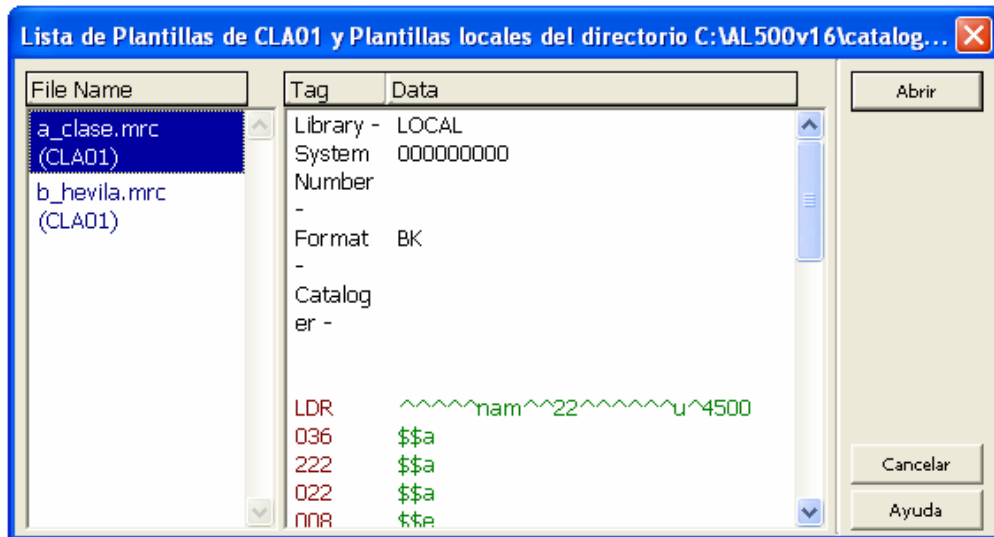 Lista de Plantillas de CLA01 y Plantillas locales del directorio C:\AL500v16\catalog...
File Name
a_clase.mrc
(CLA01)
b_hevila.mrc
(CLA01)
Tag Data
Library - LOCAL
System 000000000
Number
-
Format BK
-
Catalog
er -
LDR ^^^^^nam^^22^^^^^^u^4500
036 $$a
222 $$a
022 $$a
008 $$e
Abrir
Cancelar
Ayuda